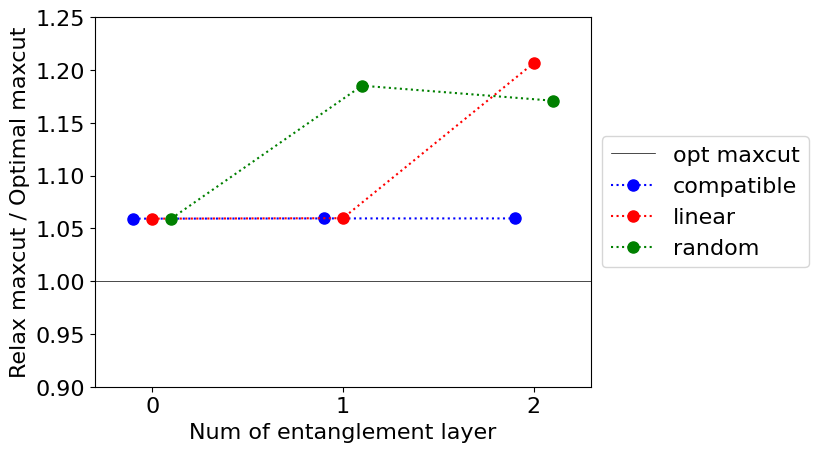 Relax maxcut / Optimal maxcut
1.25
1.20
1.15
1.10
1.05
1.00
0.95
0.90
0
1
2
Num of entanglement layer
opt maxcut
compatible
linear
random